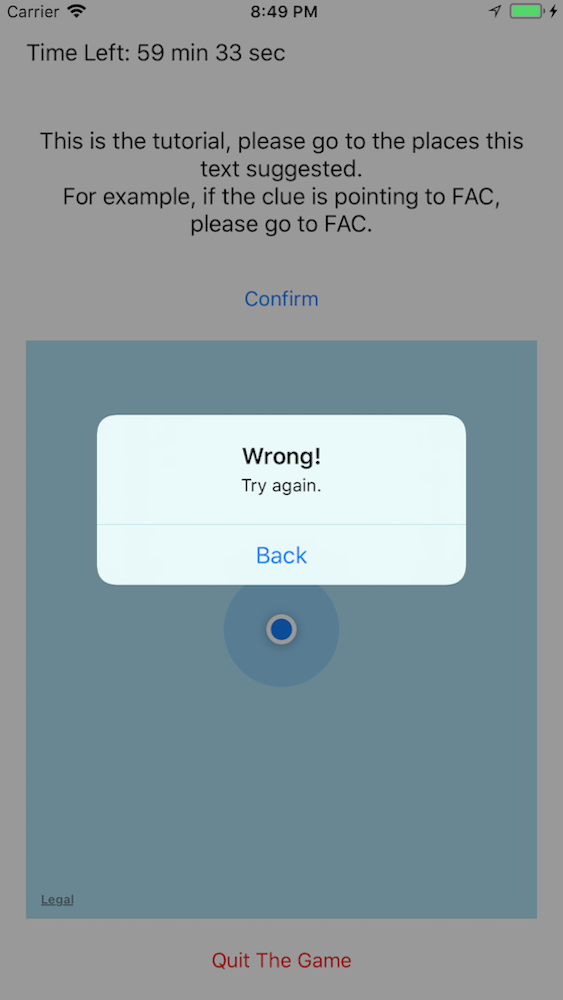 Carrier 8:49 PM
Time Left: 59 min 33 sec
This is the tutorial, please go to the places this
text suggested.
For example, if the clue is pointing to FAC,
please go to FAC.
Confirm
Wrong!
Try again.
Back
Legal
Quit The Game